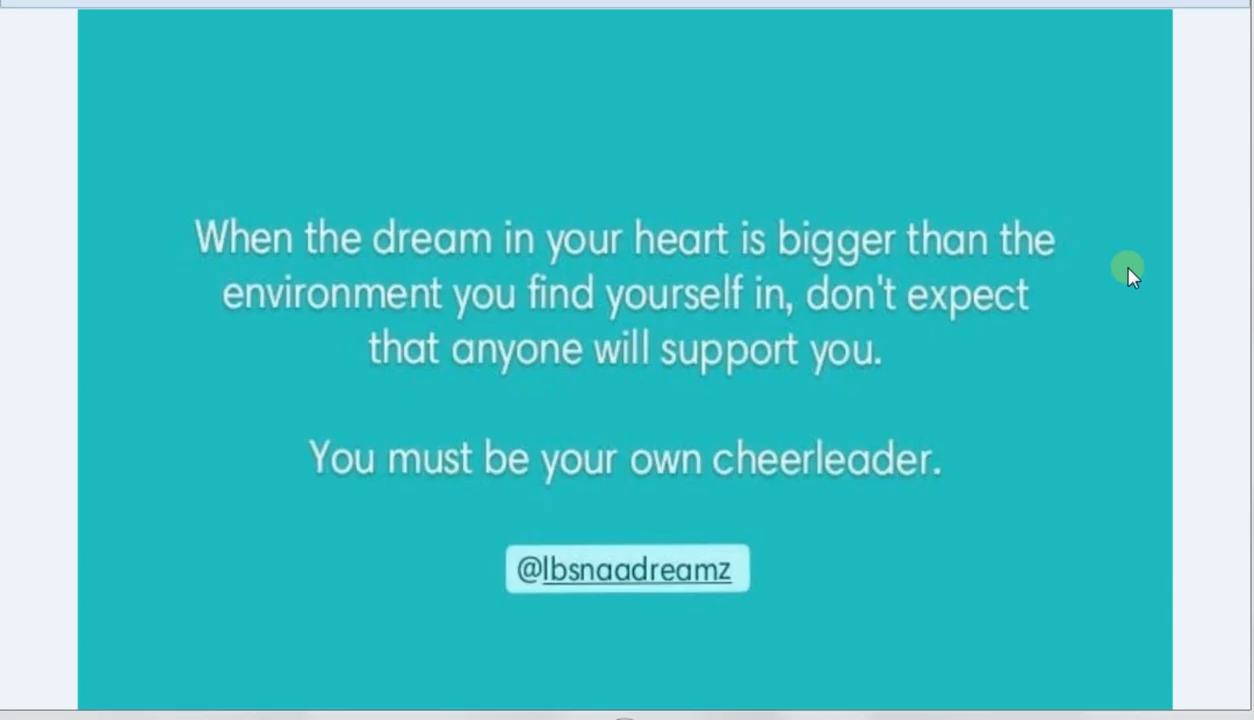 When the dream in your heart is bigger than the
environment you find yourself in, don't expect
that anyone will support you.
You must be your own cheerleader.
@lbsnaadreamz